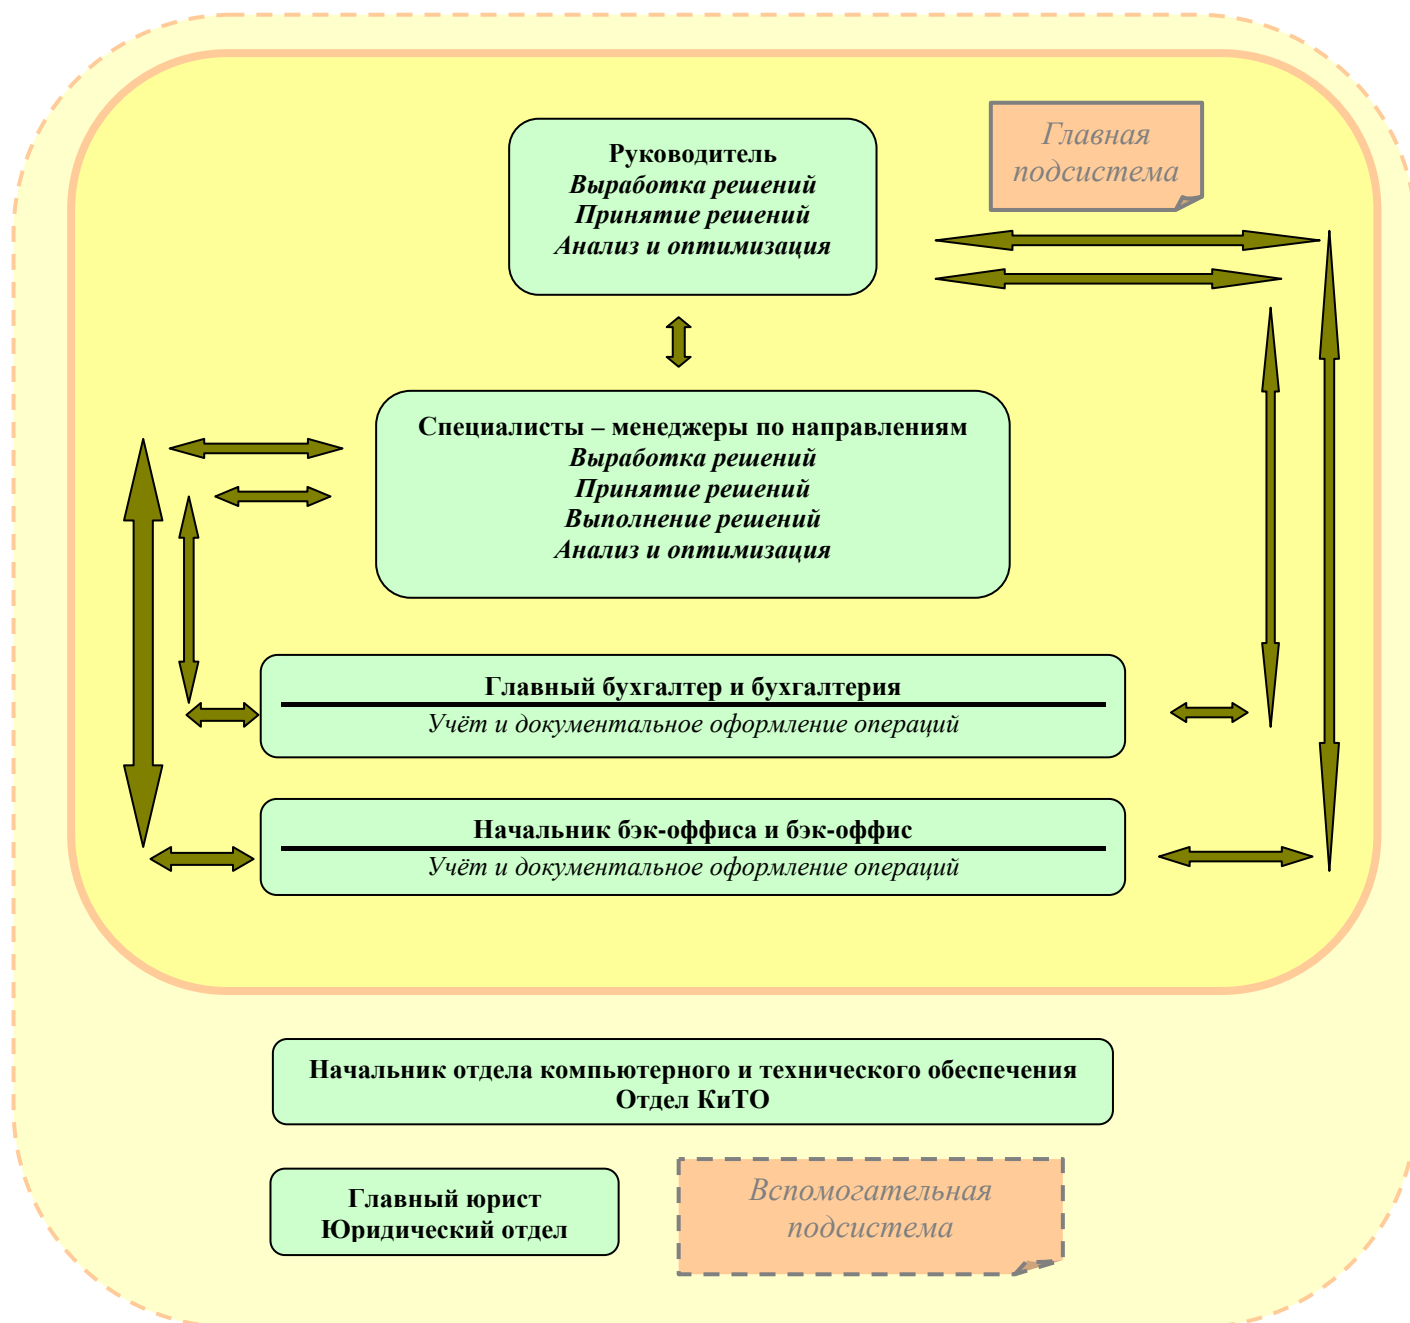 Главная
подсистема
Руководитель
Выработка решений
Принятие решений
Анализ и оптимизация
Специалисты – менеджеры по направлениям
Выработка решений
Принятие решений
Выполнение решений
Анализ и оптимизация
Главный бухгалтер и бухгалтерия
Учёт и документальное оформление операций
Начальник бэк-оффиса и бэк-оффис
Учёт и документальное оформление операций
Начальник отдела компьютерного и технического обеспечения
Отдел КиТО
Главный юрист
Юридический отдел
Вспомогательная
подсистема